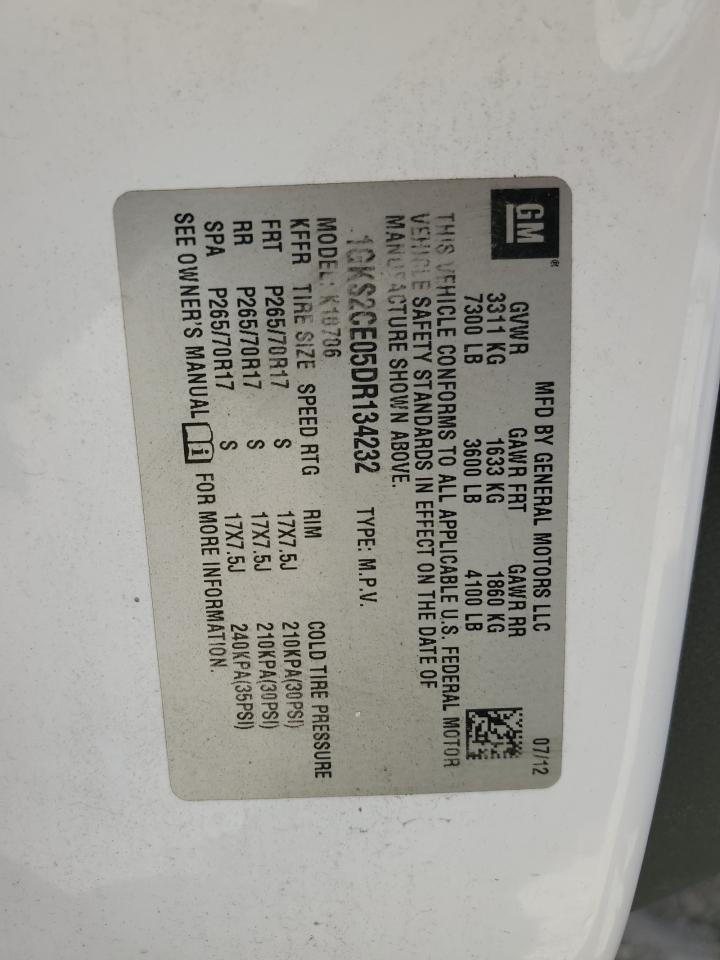 GM
MFD BY GENERAL MOTORS LLC 07/12
GVWR GAWR FRT GAWR RR
3311 KG 1633 KG 1860 KG
7300 LB 3600 LB 4100 LB
THIS VEHICLE CONFORMS TO ALL APPLICABLE U.S. FEDERAL MOTOR
VEHICLE SAFETY STANDARDS IN EFFECT ON THE DATE OF
MANUFACTURE SHOWN ABOVE.
1GKS2CE05DR134232 TYPE: M.P.V.
MODEL: K10706
KFFR TIRE SIZE SPEED RTG RIM COLD TIRE PRESSURE
FRT P265/70R17 S 17X7.5J 210KPA(30PSI)
RR P265/70R17 S 17X7.5J 210KPA(30PSI)
SPA P265/70R17 S 17X7.5J 240KPA(35PSI)
SEE OWNER'S MANUAL i FOR MORE INFORMATION.